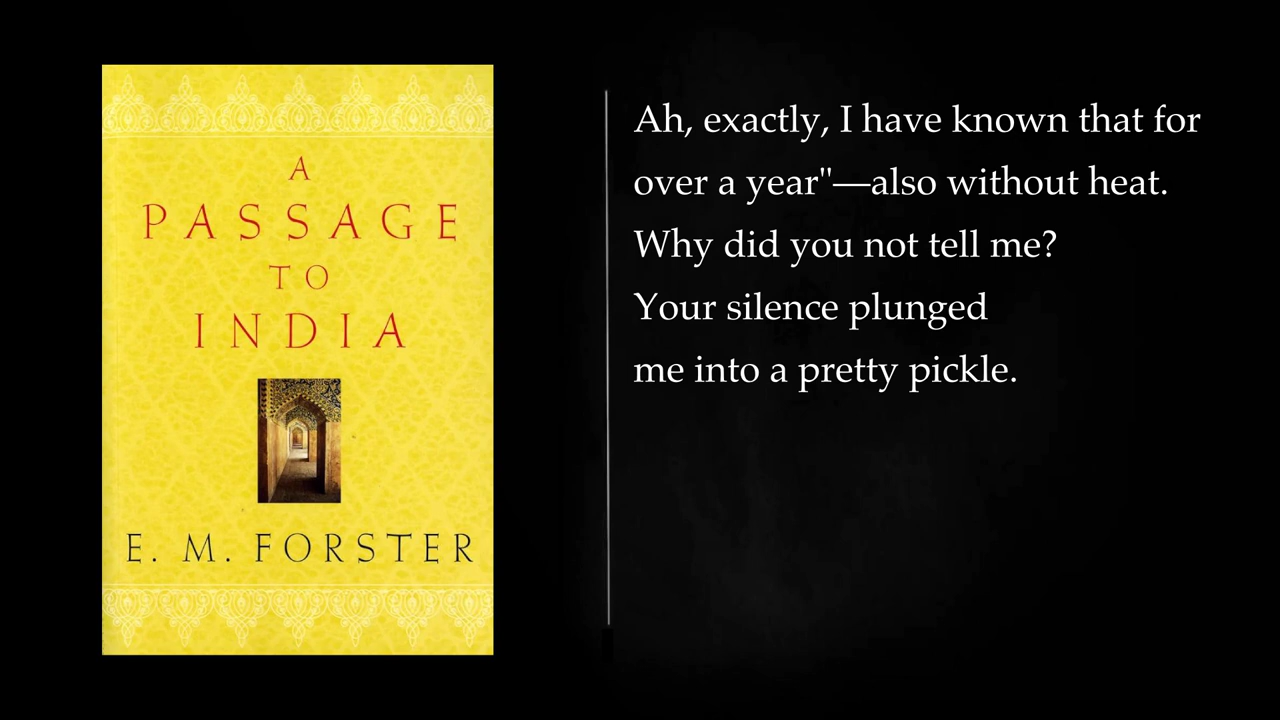 A
PASSAGE
TO
INDIA
E. M. FORSTER
Ah, exactly, I have known that for
over a year"—also without heat.
Why did you not tell me?
Your silence plunged
me into a pretty pickle.